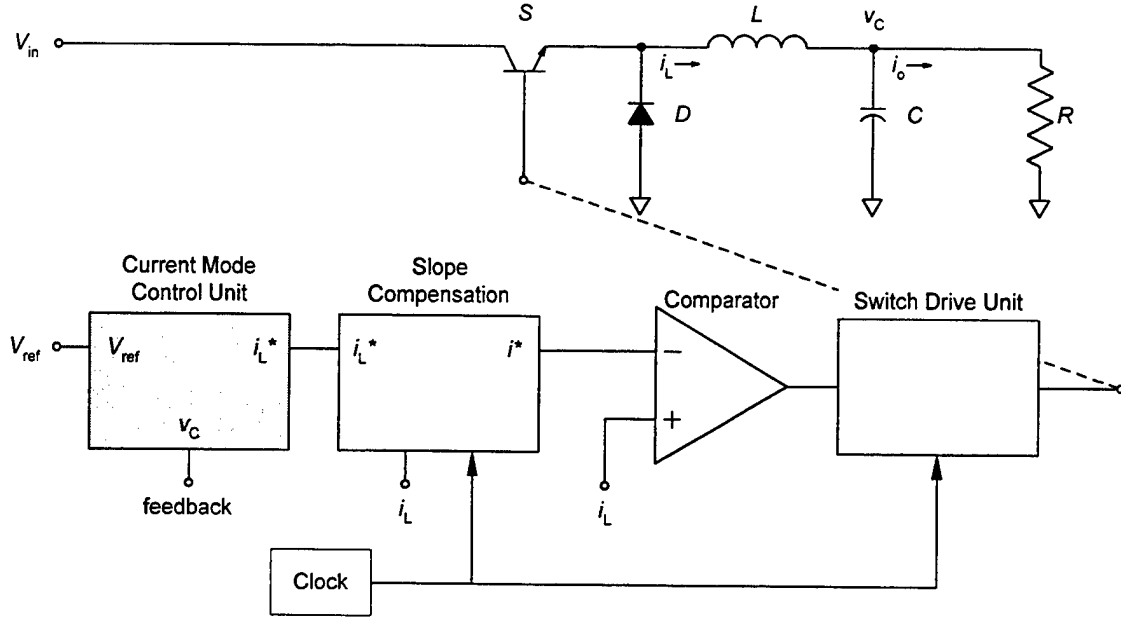 S
L
v_C
V_in
i_L
i_o
D
C
R
Current Mode
Control Unit
Slope
Compensation
Comparator
Switch Drive Unit
V_ref
V_ref
i_L*
i_L*
i*
−
+
v_C
feedback
i_L
i_L
Clock